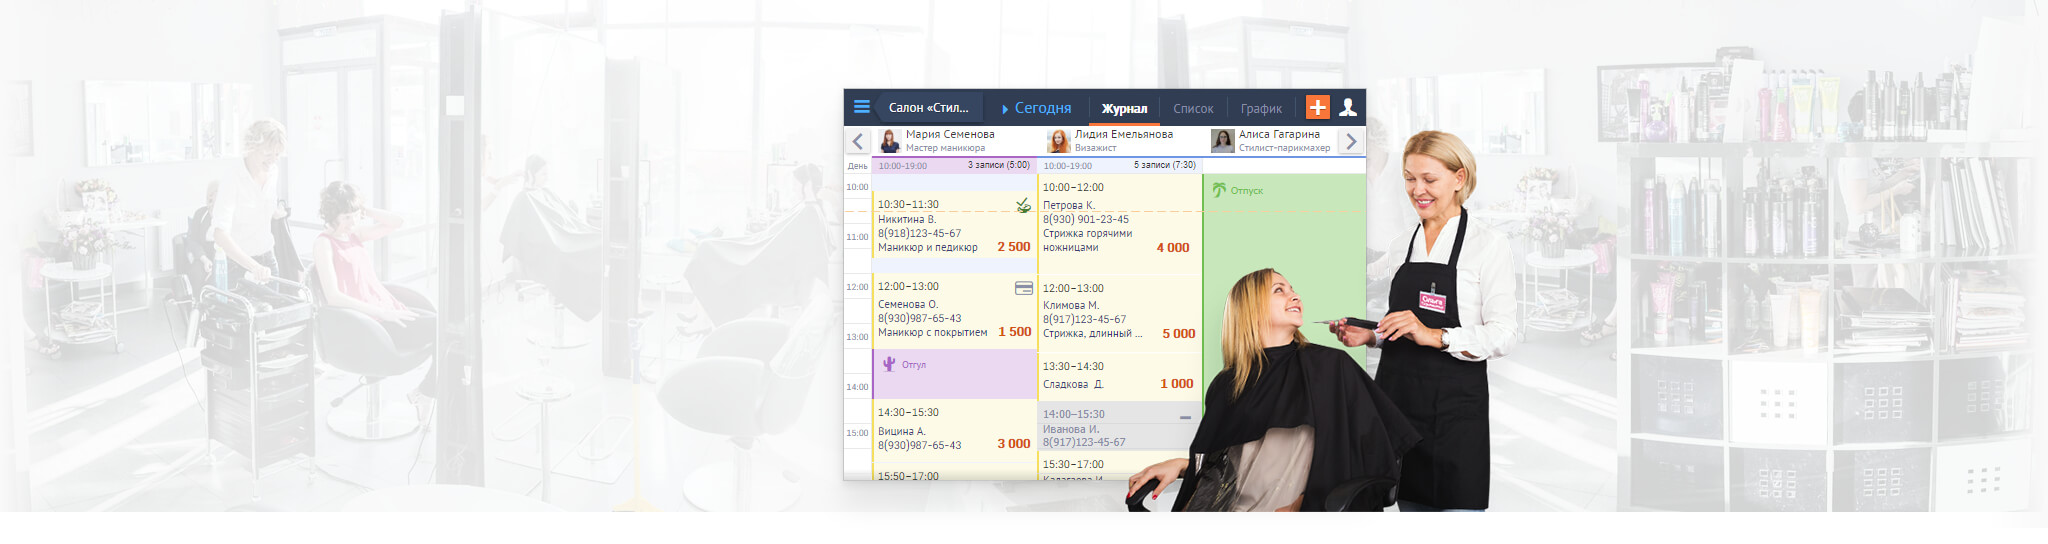 Салон «Стил...
Сегодня
Журнал
Список
График
Мария Семенова
Мастер маникюра
Лидия Емельянова
Визажист
Алиса Гагарина
Стилист-парикмахер
День
10:00-19:00
3 записи (5:00)
10:00-19:00
5 записи (7:30)
10:00
11:00
12:00
13:00
14:00
15:00
10:30–11:30
Никитина В.
8(918)123-45-67
Маникюр и педикюр
2 500
12:00–13:00
Семенова О.
8(930)987-65-43
Маникюр с покрытием
1 500
Отгул
14:30–15:30
Вицина А.
8(930)987-65-43
3 000
15:50–17:00
10:00–12:00
Петрова К.
8(930) 901-23-45
Стрижка горячими
ножницами
4 000
12:00–13:00
Климова М.
8(917)123-45-67
Стрижка, длинный ...
5 000
13:30–14:30
Сладкова Д.
1 000
14:00–15:30
Иванова И.
8(917)123-45-67
15:30–17:00
Отпуск
Ольга